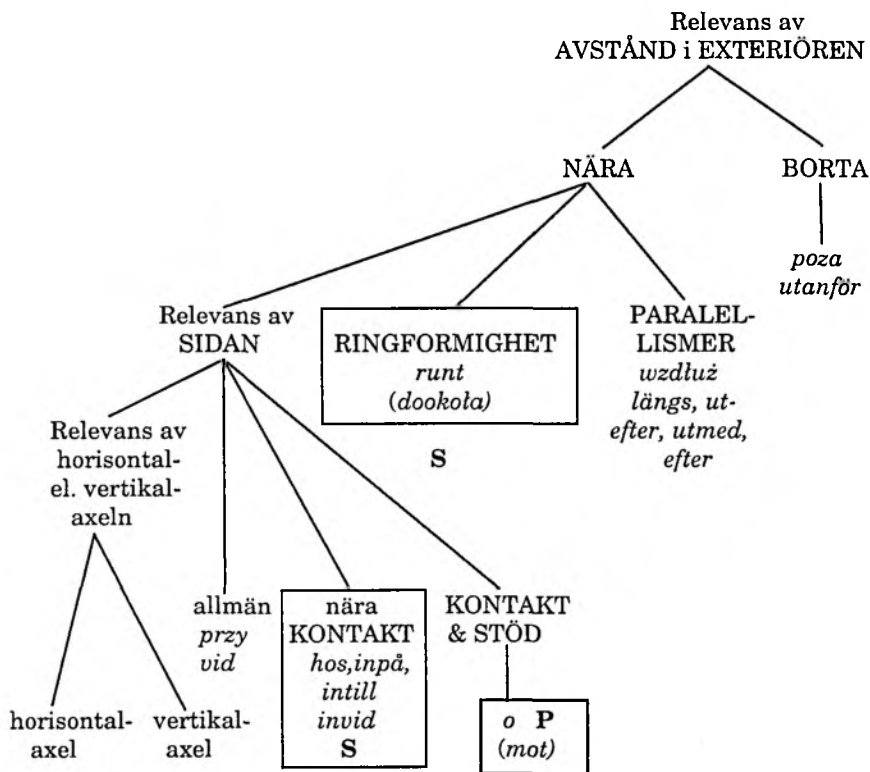 Relevans av
AVSTÅND i EXTERIÖREN
NÄRA
BORTA
poza
utanför
Relevans av
SIDAN
RINGFORMIGHET
runt
(dookoła)
S
PARALEL-
LISMER
wzdłuż
längs, ut-
efter, utmed,
efter
Relevans av
horisontal-
el. vertikal-
axeln
allmän
przy
vid
nära
KONTAKT
hos,inpå,
intill
invid
S
KONTAKT
& STÖD
o P
(mot)
horisontal-
axel
vertikal-
axel